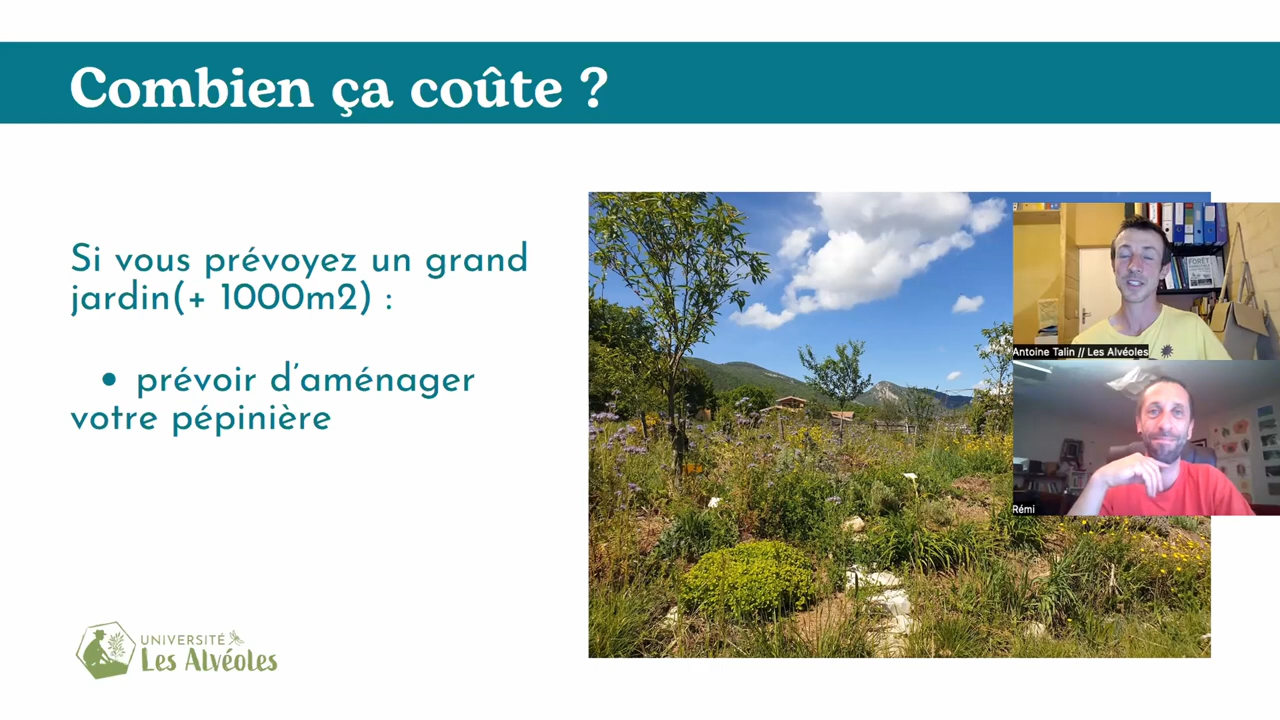 Combien ça coûte ?
Si vous prévoyez un grand
jardin(+ 1000m2) :
• prévoir d'aménager
votre pépinière
FORÊT
Antoine Talin // Les Alvéoles
Rémi
UNIVERSITÉ
Les Alvéoles